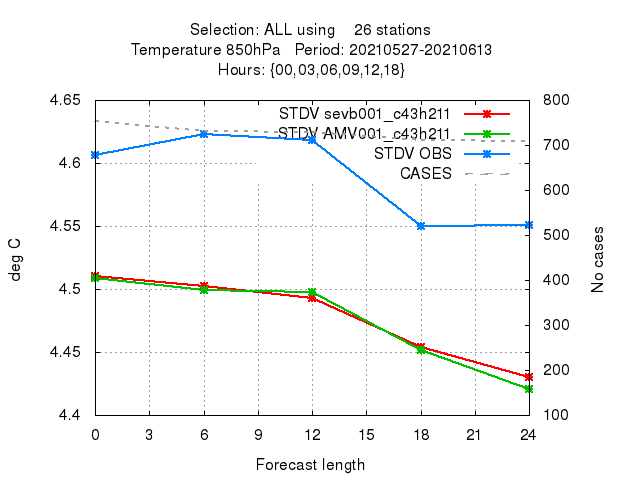 Selection: ALL using 26 stations
Temperature 850hPa Period: 20210527-20210613
Hours: {00,03,06,09,12,18}
STDV sevb001_c43h211
STDV AMV001_c43h211
STDV OBS
CASES
4.65
4.6
4.55
4.5
4.45
4.4
deg C
800
700
600
500
400
300
200
100
No cases
0 3 6 9 12 15 18 21 24
Forecast length